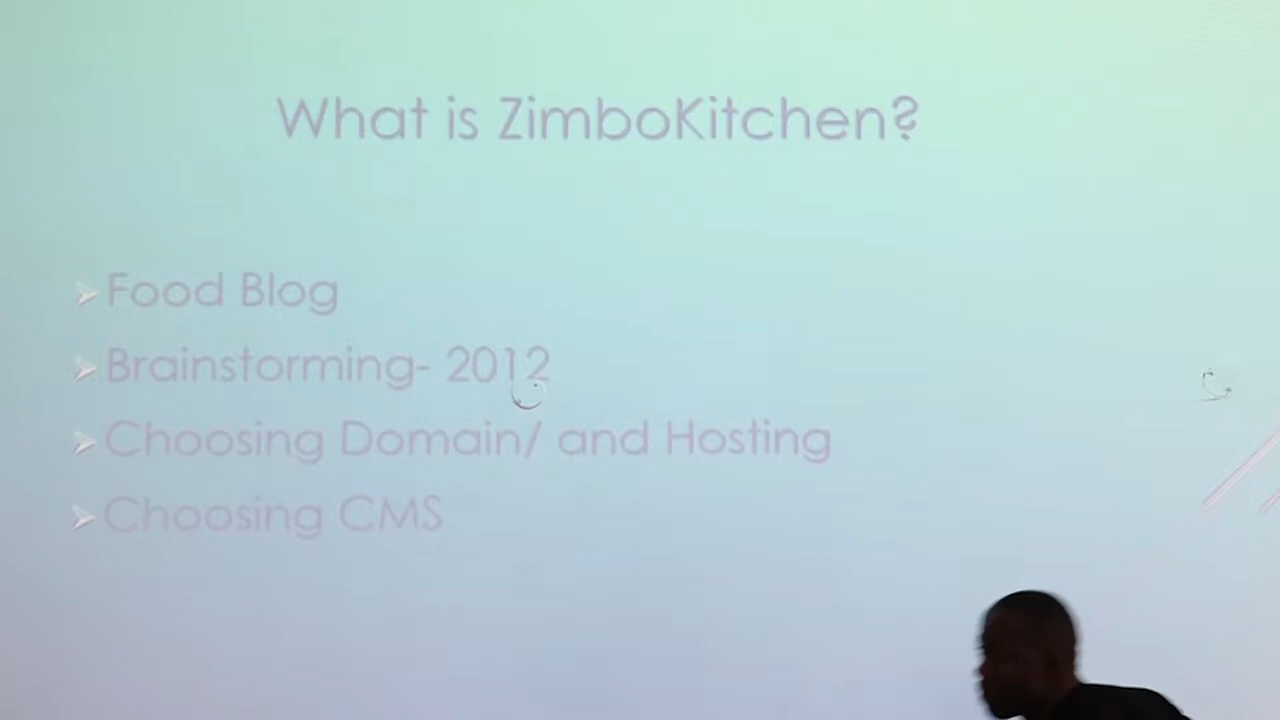 What is ZimboKitchen?
Food Blog
Brainstorming- 2012
Choosing Domain/ and Hosting
Choosing CMS